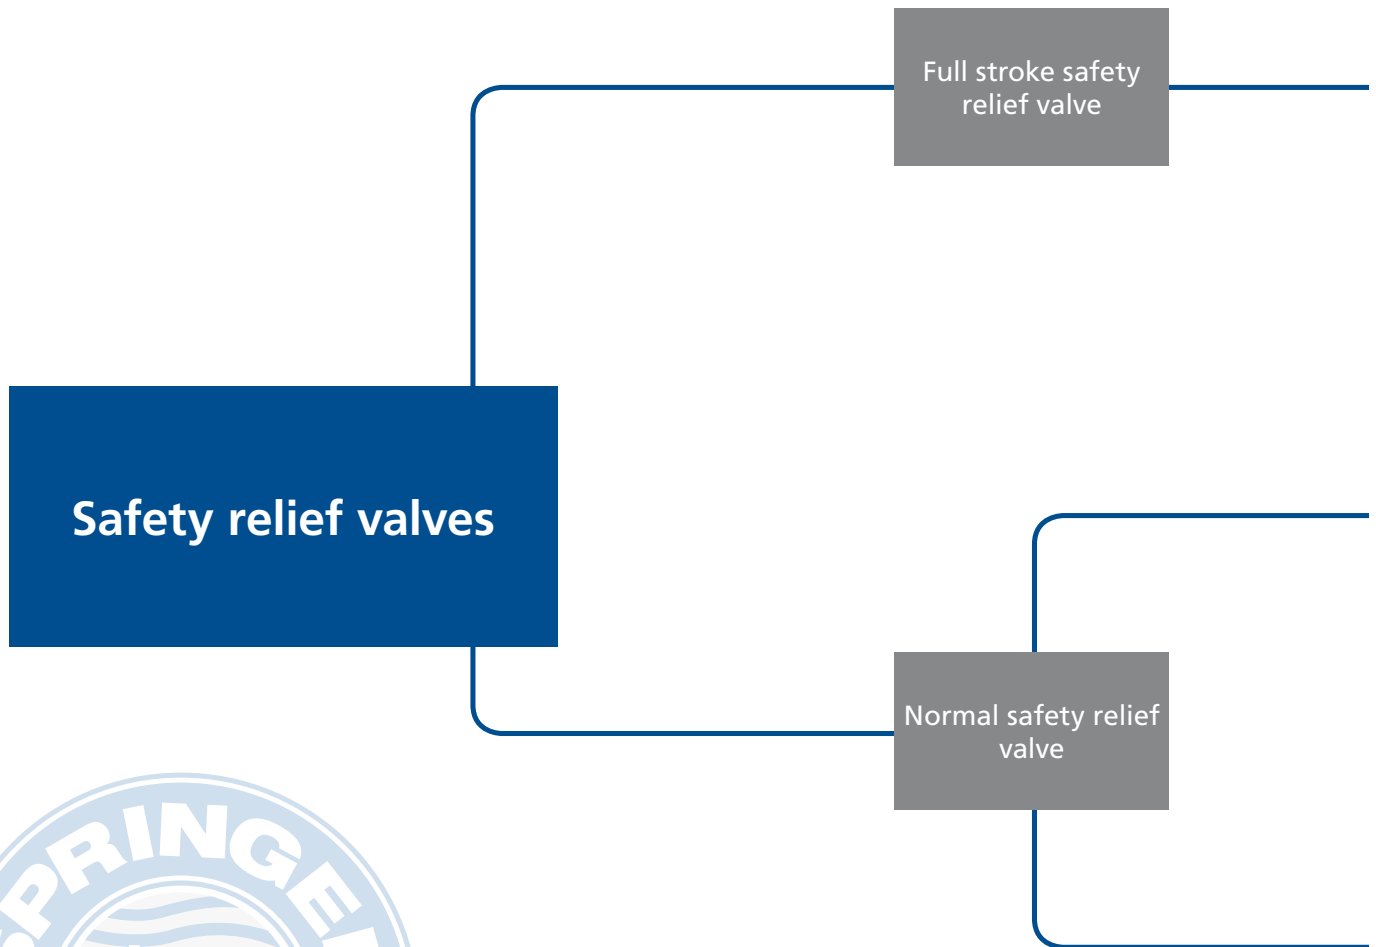 Full stroke safety
relief valve
Safety relief valves
Normal safety relief
valve